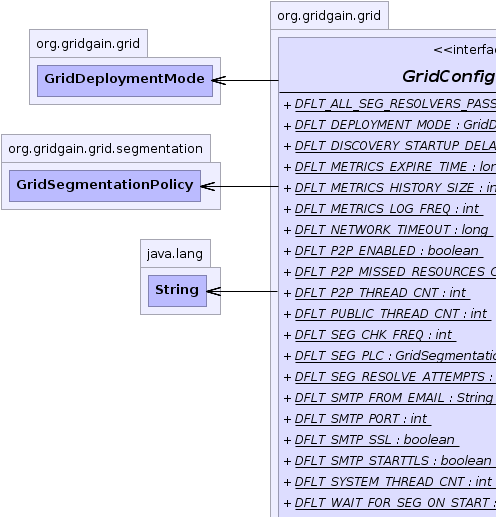 org.gridgain.grid
org.gridgain.grid
GridDeploymentMode
org.gridgain.grid.segmentation
GridSegmentationPolicy
java.lang
String
<<interfa
GridConfig
+ DFLT_ALL_SEG_RESOLVERS_PASS
+ DFLT_DEPLOYMENT_MODE : GridD
+ DFLT_DISCOVERY_STARTUP_DELA
+ DFLT_METRICS_EXPIRE_TIME : lon
+ DFLT_METRICS_HISTORY_SIZE : in
+ DFLT_METRICS_LOG_FREQ : int
+ DFLT_NETWORK_TIMEOUT : long
+ DFLT_P2P_ENABLED : boolean
+ DFLT_P2P_MISSED_RESOURCES_C
+ DFLT_P2P_THREAD_CNT : int
+ DFLT_PUBLIC_THREAD_CNT : int
+ DFLT_SEG_CHK_FREQ : int
+ DFLT_SEG_PLC : GridSegmentatio
+ DFLT_SEG_RESOLVE_ATTEMPTS :
+ DFLT_SMTP_FROM_EMAIL : String
+ DFLT_SMTP_PORT : int
+ DFLT_SMTP_SSL : boolean
+ DFLT_SMTP_STARTTLS : boolean
+ DFLT_SYSTEM_THREAD_CNT : int
+ DFLT_WAIT_FOR_SEG_ON_START :